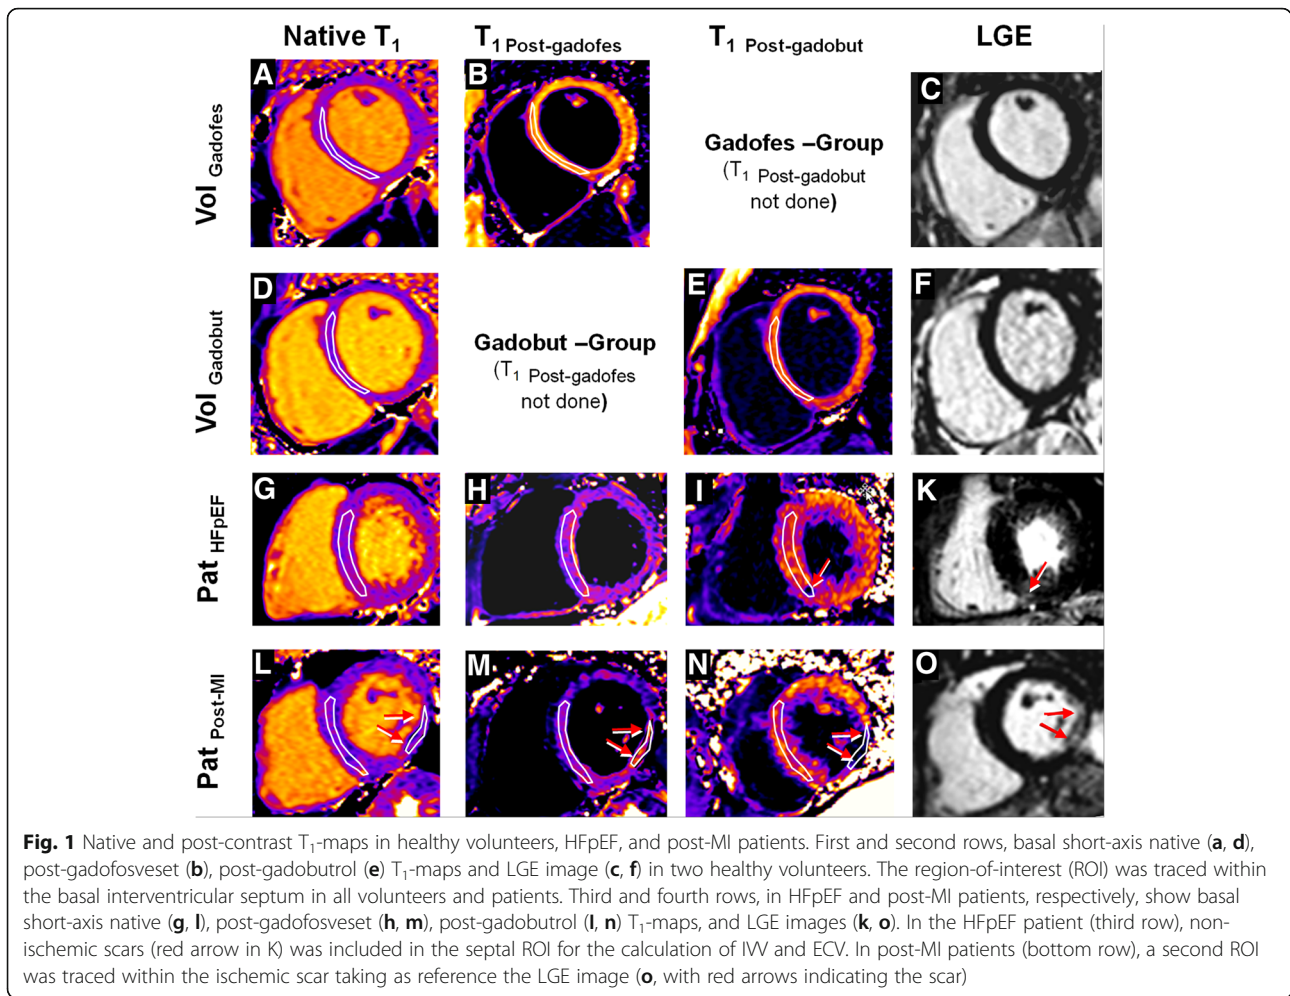 Native T1
T1 Post-gadofes
T1 Post-gadobut
LGE
Vol Gadofes
A
B
Gadofes –Group
(T1 Post-gadobut
not done)
C
Vol Gadobut
D
Gadobut –Group
(T1 Post-gadofes
not done)
E
F
Pat HFpEF
G
H
I
K
Pat Post-MI
L
M
N
O
Fig. 1 Native and post-contrast T1-maps in healthy volunteers, HFpEF, and post-MI patients. First and second rows, basal short-axis native (a, d),
post-gadofosveset (b), post-gadobutrol (e) T1-maps and LGE image (c, f) in two healthy volunteers. The region-of-interest (ROI) was traced within
the basal interventricular septum in all volunteers and patients. Third and fourth rows, in HFpEF and post-MI patients, respectively, show basal
short-axis native (g, l), post-gadofosveset (h, m), post-gadobutrol (I, n) T1-maps, and LGE images (k, o). In the HFpEF patient (third row), non-
ischemic scars (red arrow in K) was included in the septal ROI for the calculation of IVV and ECV. In post-MI patients (bottom row), a second ROI
was traced within the ischemic scar taking as reference the LGE image (o, with red arrows indicating the scar)